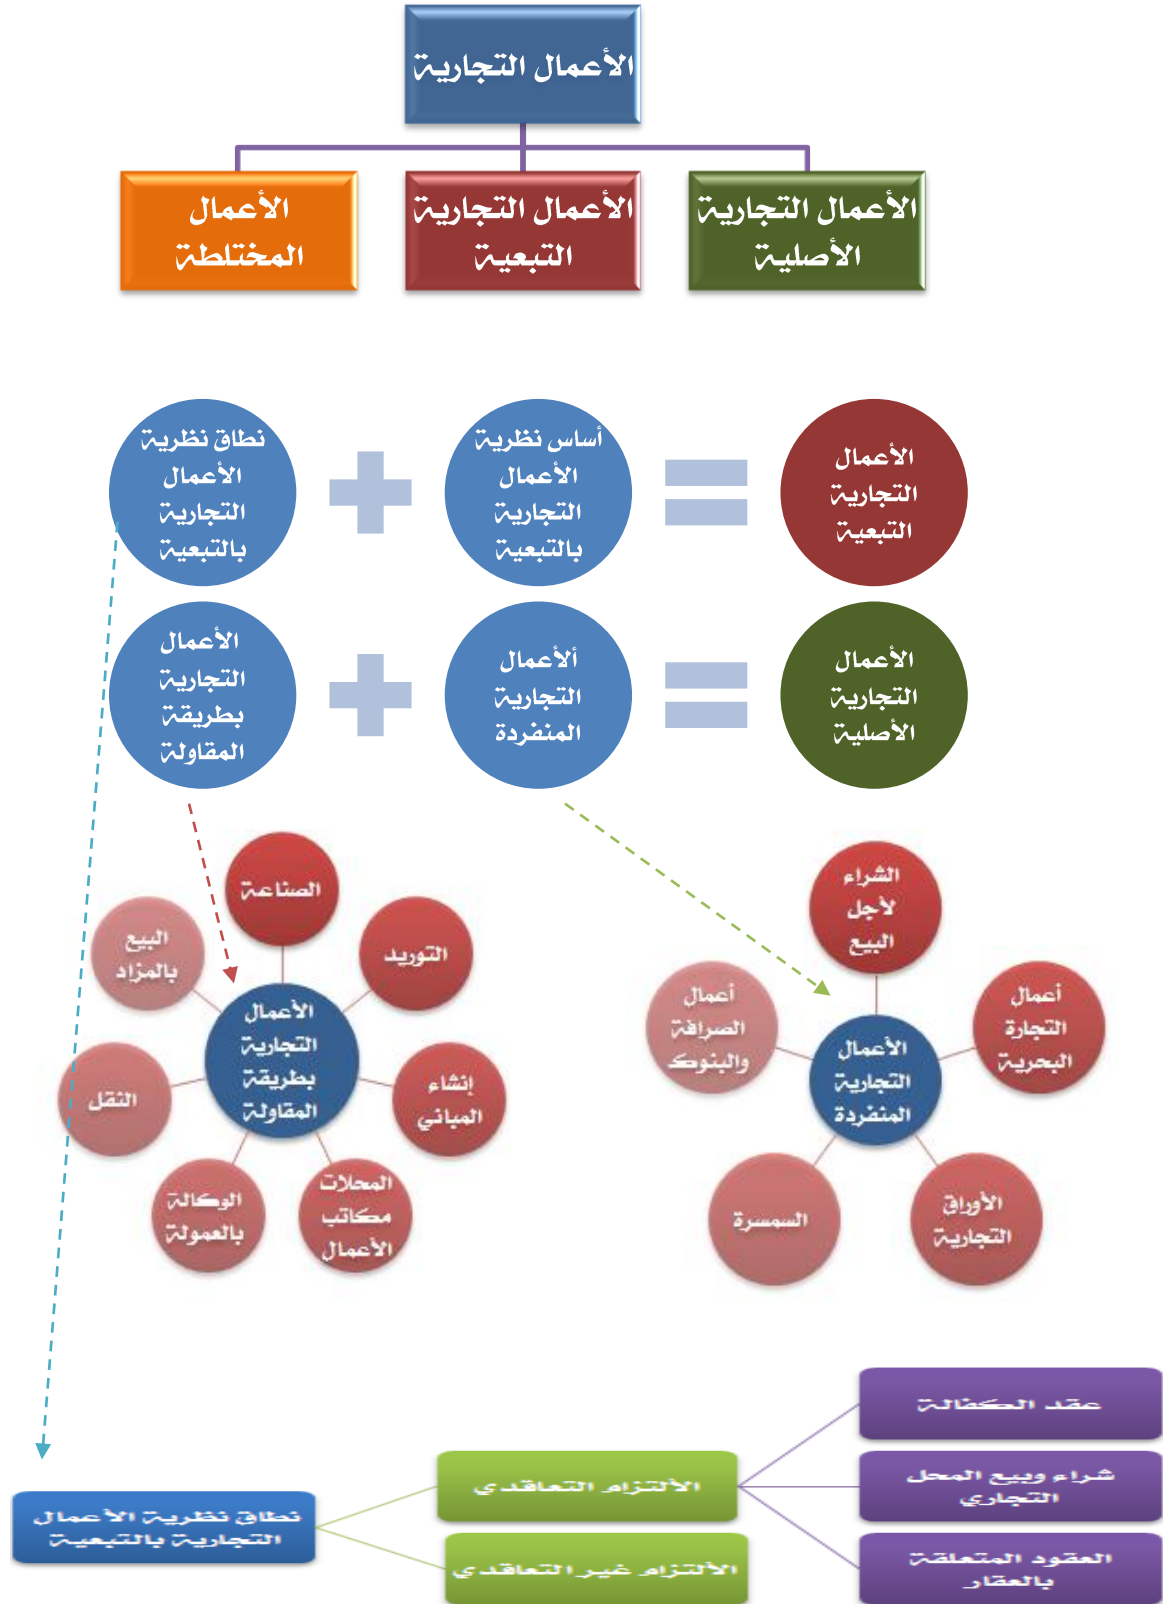 الأعمال التجارية
الأعمال التجارية
الأصلية
الأعمال التجارية
التبعية
الأعمال
المختلطة
الأعمال
التجارية
التبعية
أساس نظرية
الأعمال
التجارية
بالتبعية
نطاق نظرية
الأعمال
التجارية
بالتبعية
الأعمال
التجارية
الأصلية
ألأعمال
التجارية
المنفردة
الأعمال
التجارية
بطريقة
المقاولة
الشراء
لأجل
البيع
أعمال
التجارة
البحرية
الأوراق
التجارية
السمسرة
أعمال
الصرافة
والبنوك
الأعمال
التجارية
المنفردة
الصناعة
التوريد
إنشاء
المباني
المحلات
مكاتب
الأعمال
الوكالة
بالعمولة
النقل
البيع
بالمزاد
الأعمال
التجارية
بطريقة
المقاولة
نطاق نظرية الأعمال
التجارية بالتبعية
الألتزام التعاقدي
الألتزام غير التعاقدي
عقد الكفالة
شراء وبيع المحل
التجاري
العقود المتعلقة
بالعقار